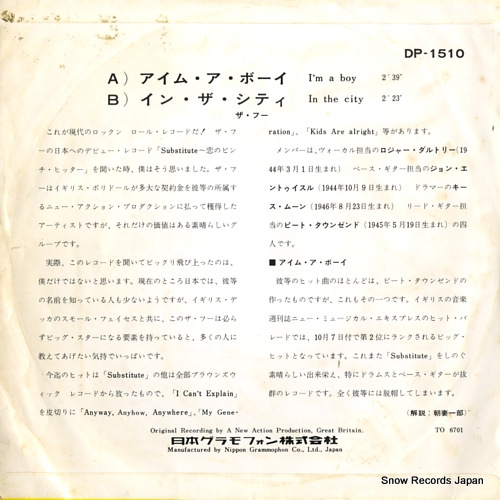 DP-1510
A) アイム・ア・ボーイ I'm a boy 2′39″
B) イン・ザ・シティ In the city 2′23″
ザ・フー
これが現代のロックン ロール・レコードだ! ザ・フ
ーの日本へのデビュー・レコード「Substitute〜恋のピン
チ・ヒッター」を聞いた時、僕はそう思いました。ザ・フ
ーはイギリス・ポリドールが多大な契約金を彼等の所属す
るニュー・アクション・プロダクションに払って獲得した
アーティストですが、それだけの価値はある素晴らしいグ
ループです。
実際、このレコードを聞いてビックリ飛び上ったのは、
僕だけではないと思います。現在のところ日本では、彼等
の名前を知っている人も少ないようですが、イギリス・デ
ッカのスモール・フェイセスと共に、このザ・フーは必ら
ずビッグ・スターになる要素を持っていると、多くの人に
教えてあげたい気持でいっぱいです。
今迄のヒットは「Substitute」の他は全部ブラウンズウ
ィック レコードから放ったもので、「I Can't Explain」
を皮切りに「Anyway, Anyhow, Anywhere」、「My Gene-
ration」、「Kids Are alright」等があります。
メンバーは、ヴォーカル担当のロジャー・ダルトリー(19
44年3月1日生まれ) ベース・ギター担当のジョン・エ
ントゥイスル(1944年10月9日生まれ) ドラマーのキー
ス・ムーン(1946年8月23日生まれ) リード・ギター担
当のピート・タウンゼンド(1945年5月19日生まれ)の四
人です。
■アイム・ア・ボーイ
彼等のヒット曲のほとんどは、ピート・タウンゼンドの
作ったものですが、これもその一つです。イギリスの音楽
週刊誌ニュー・ミュージカル・エキスプレスのヒット・パ
レードでは、10月7日付で第2位にランクされるビッグ・
ヒットとなっています。これまた「Substitute」をしのぐ
素晴らしい出来栄え、特にドラムスとベース・ギターが抜
群のレコードです。全く彼等には脱帽してしまいます。
(解説:朝妻一郎)
Original Recording by A New Action Production, Great Britain.
TO 6701
日本グラモフォン株式会社
Manufactured by Nippon Grammophon Co., Ltd., Japan
Snow Records Japan